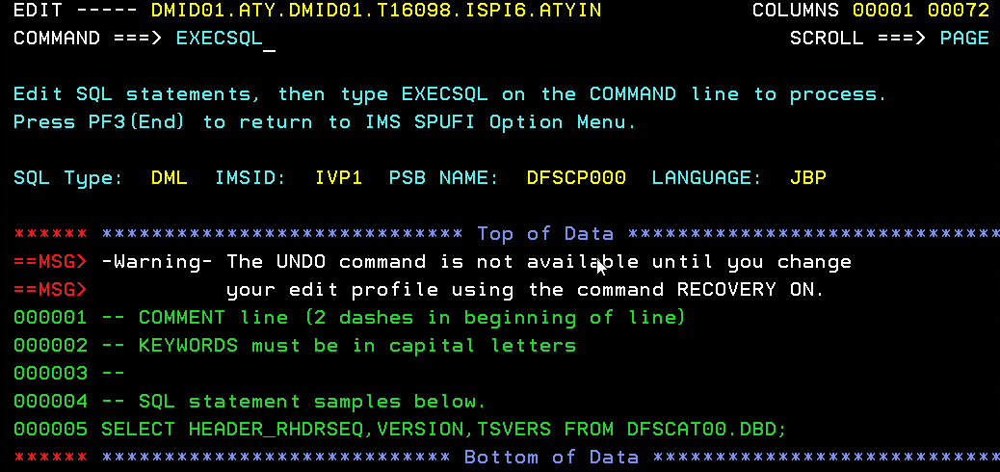 EDIT ----- DMID01.ATY.DMID01.T16098.ISPI6.ATYIN COLUMNS 00001 00072
COMMAND ===> EXECSQL_ SCROLL ===> PAGE
Edit SQL statements, then type EXECSQL on the COMMAND line to process.
Press PF3(End) to return to IMS SPUFI Option Menu.
SQL Type: DML IMSID: IVP1 PSB NAME: DFSCP000 LANGUAGE: JBP
****** ***************************** Top of Data ******************************
==MSG> -Warning- The UNDO command is not available until you change
==MSG> your edit profile using the command RECOVERY ON.
000001 -- COMMENT line (2 dashes in beginning of line)
000002 -- KEYWORDS must be in capital letters
000003 --
000004 -- SQL statement samples below.
000005 SELECT HEADER_RHDRSEQ,VERSION,TSVERS FROM DFSCAT00.DBD;
****** **************************** Bottom of Data ****************************